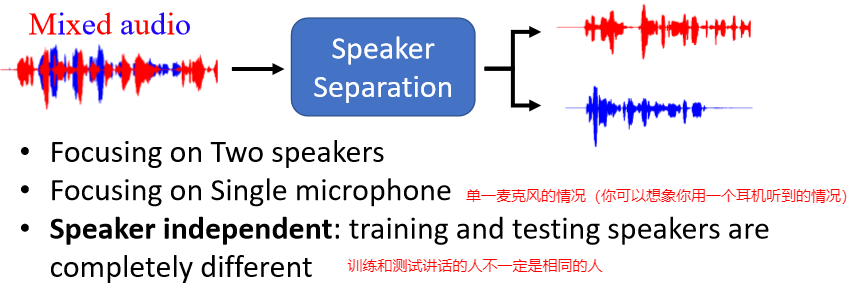 Mixed audio
Speaker
Separation
• Focusing on Two speakers
• Focusing on Single microphone 单一麦克风的情况（你可以想象你用一个耳机听到的情况）
• Speaker independent: training and testing speakers are
completely different 训练和测试讲话的人不一定是相同的人